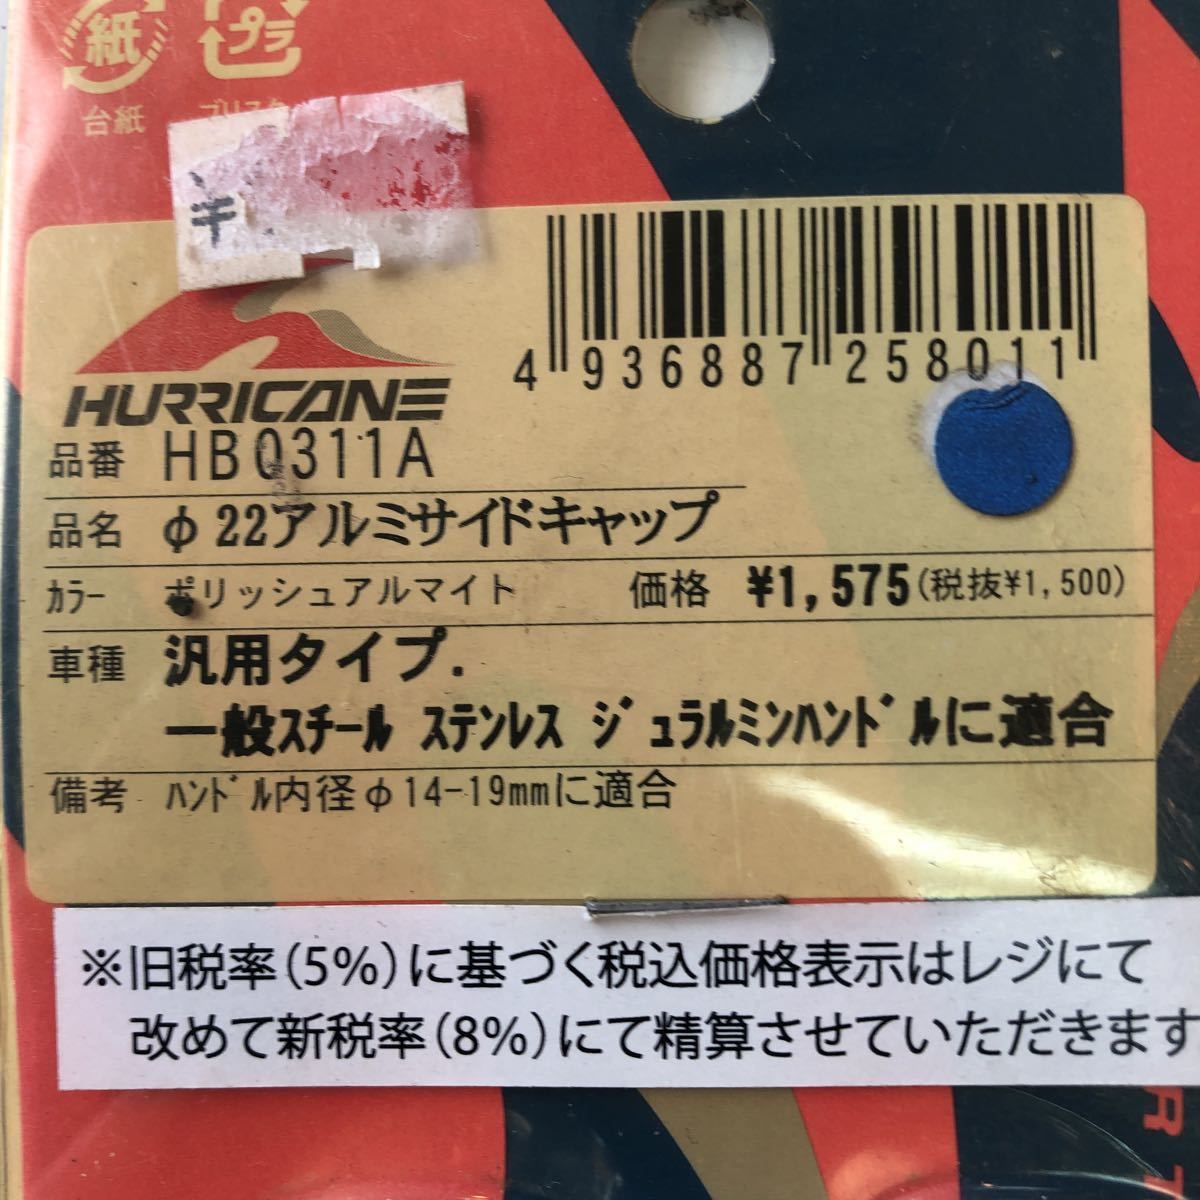 紙
プラ
台紙
¥
4 936887 258011
HURRICANE
品番 HB0311A
品名 φ22アルミサイドキャップ
ｶﾗｰ ポリッシュアルマイト 価格 ¥1,575(税抜¥1,500)
車種 汎用タイプ.
一般ｽﾁｰﾙ ｽﾃﾝﾚｽ ｼﾞｭﾗﾙﾐﾝﾊﾝﾄﾞﾙに適合
備考 ﾊﾝﾄﾞﾙ内径φ14-19mmに適合
※旧税率(5%)に基づく税込価格表示はレジにて
改めて新税率(8%)にて精算させていただきます